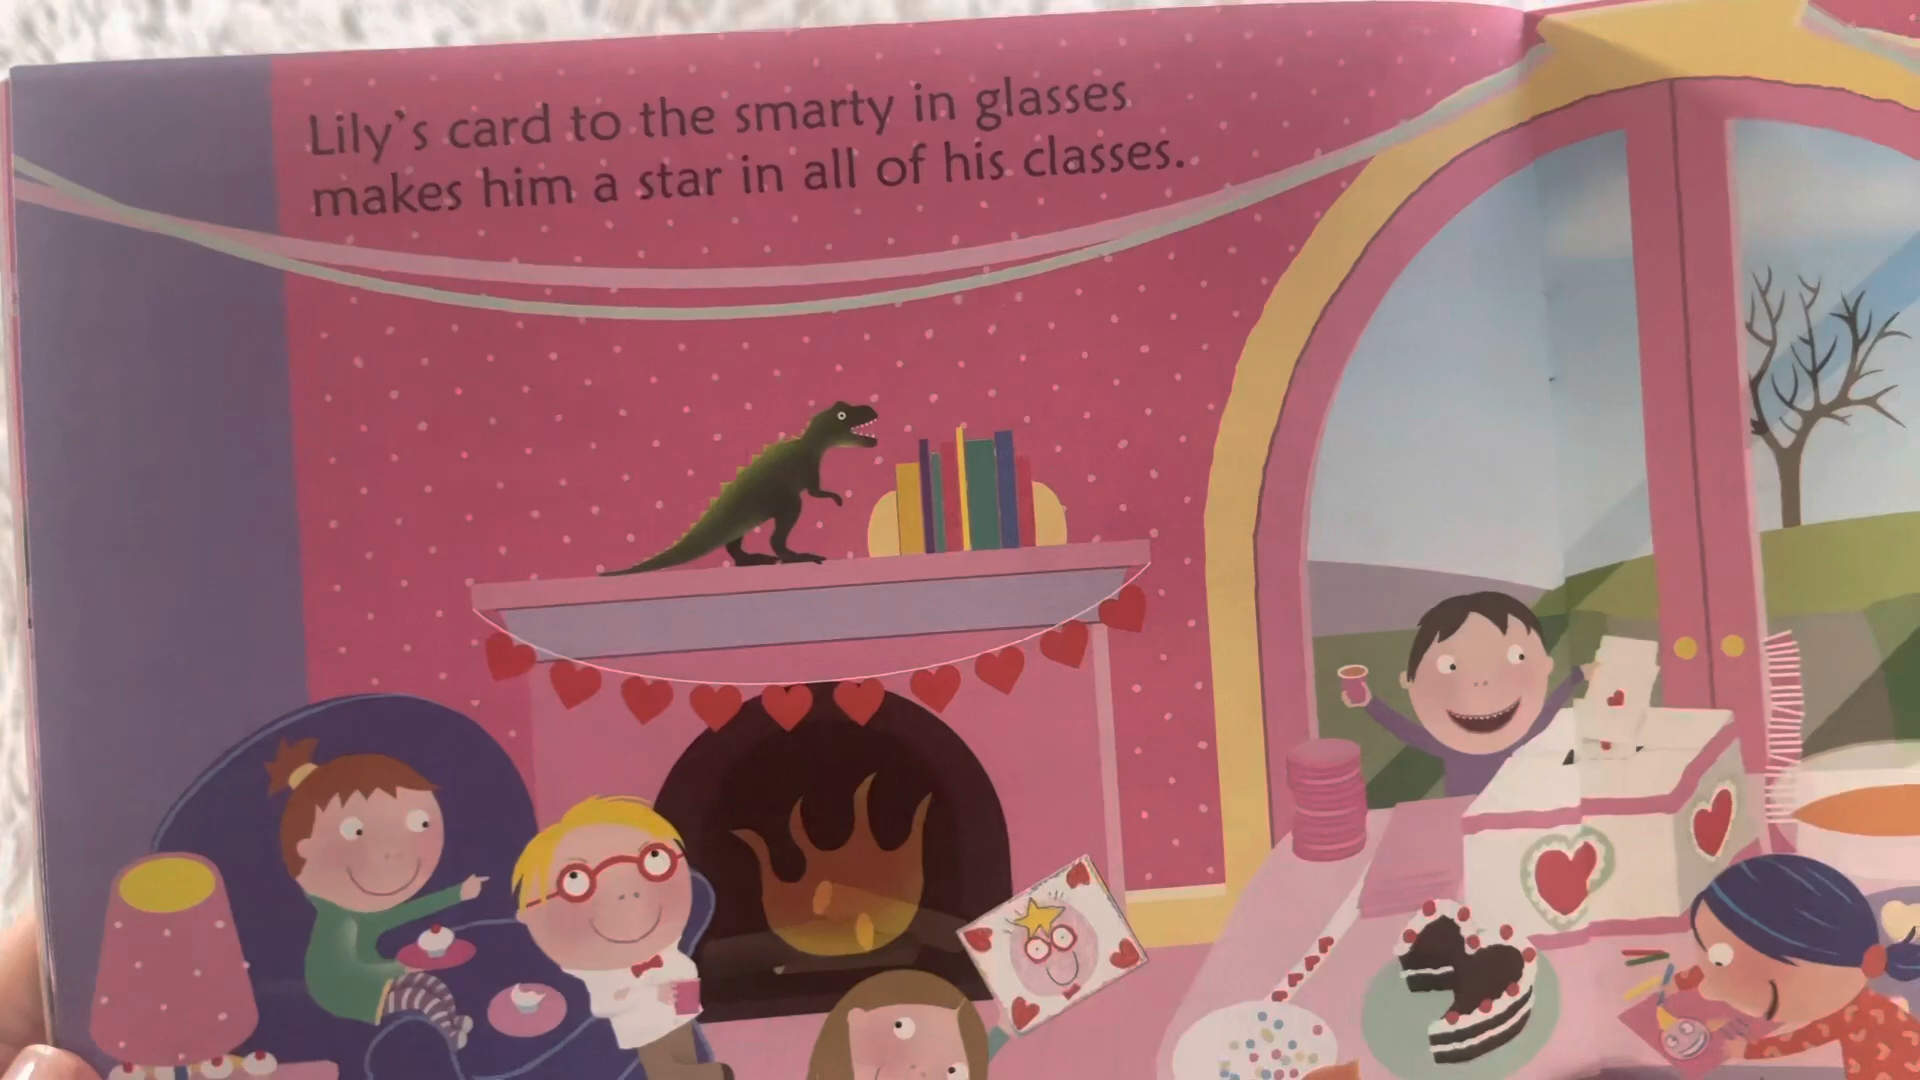 Lily's card to the smarty in glasses
makes him a star in all of his classes.